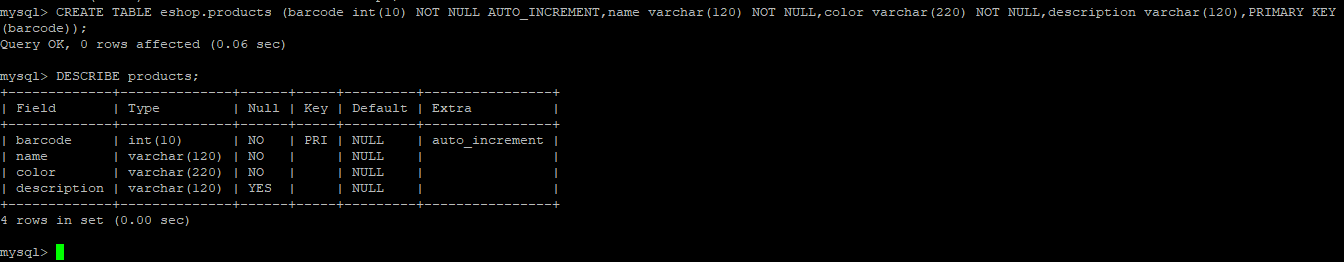 mysql> CREATE TABLE eshop.products (barcode int(10) NOT NULL AUTO_INCREMENT,name varchar(120) NOT NULL,color varchar(220) NOT NULL,description varchar(120),PRIMARY KEY
(barcode));
Query OK, 0 rows affected (0.06 sec)

mysql> DESCRIBE products;
+-------------+--------------+------+-----+---------+----------------+
| Field       | Type         | Null | Key | Default | Extra          |
+-------------+--------------+------+-----+---------+----------------+
| barcode     | int(10)      | NO   | PRI | NULL    | auto_increment |
| name        | varchar(120) | NO   |     | NULL    |                |
| color       | varchar(220) | NO   |     | NULL    |                |
| description | varchar(120) | YES  |     | NULL    |                |
+-------------+--------------+------+-----+---------+----------------+
4 rows in set (0.00 sec)

mysql>